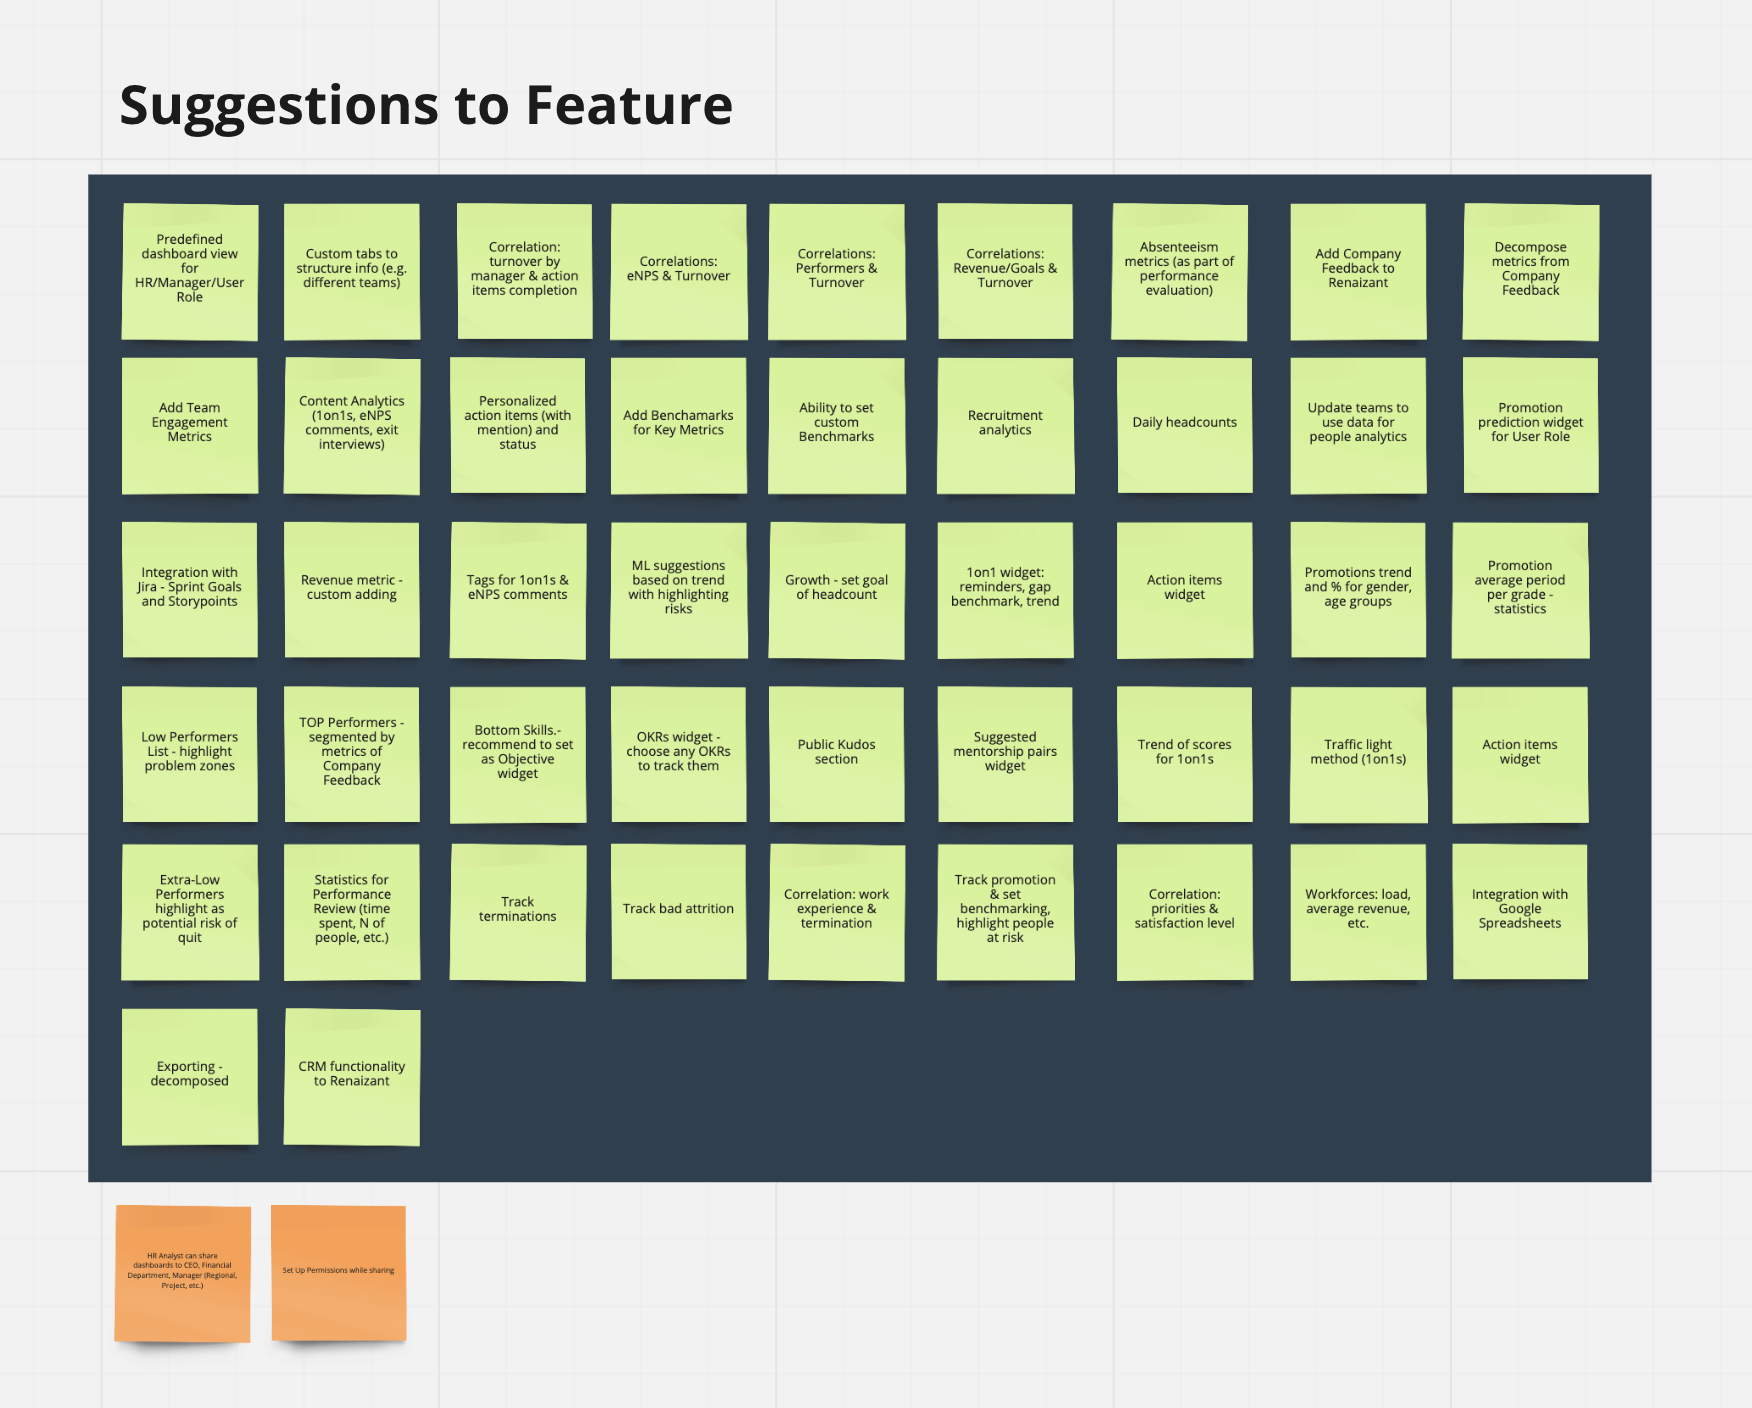 Suggestions to Feature
Predefined
dashboard view
for
HR/Manager/User
Role
Custom tabs to
structure info (e.g.
different teams)
Correlation:
turnover by
manager & action
items completion
Correlations:
eNPS & Turnover
Correlations:
Performers &
Turnover
Correlations:
Revenue/Goals &
Turnover
Absenteeism
metrics (as part of
performance
evaluation)
Add Company
Feedback to
Renaizant
Decompose
metrics from
Company
Feedback
Add Team
Engagement
Metrics
Content Analytics
(1on1s, eNPS
comments, exit
interviews)
Personalized
action items (with
mention) and
status
Add Benchamarks
for Key Metrics
Ability to set
custom
Benchmarks
Recruitment
analytics
Daily headcounts
Update teams to
use data for
people analytics
Promotion
prediction widget
for User Role
Integration with
Jira - Sprint Goals
and Storypoints
Revenue metric -
custom adding
Tags for 1on1s &
eNPS comments
ML suggestions
based on trend
with highlighting
risks
Growth - set goal
of headcount
1on1 widget:
reminders, gap
benchmark, trend
Action items
widget
Promotions trend
and % for gender,
age groups
Promotion
average period
per grade -
statistics
Low Performers
List - highlight
problem zones
TOP Performers -
segmented by
metrics of
Company
Feedback
Bottom Skills.-
recommend to set
as Objective
widget
OKRs widget -
choose any OKRs
to track them
Public Kudos
section
Suggested
mentorship pairs
widget
Trend of scores
for 1on1s
Traffic light
method (1on1s)
Action items
widget
Extra-Low
Performers
highlight as
potential risk of
quit
Statistics for
Performance
Review (time
spent, N of
people, etc.)
Track
terminations
Track bad attrition
Correlation: work
experience &
termination
Track promotion
& set
benchmarking,
highlight people
at risk
Correlation:
priorities &
satisfaction level
Workforces: load,
average revenue,
etc.
Integration with
Google
Spreadsheets
Exporting -
decomposed
CRM functionality
to Renaizant
HR Analyst can share
dashboards to CEO, Financial
Department, Manager (Regional,
Project, etc.)
Set Up Permissions while sharing